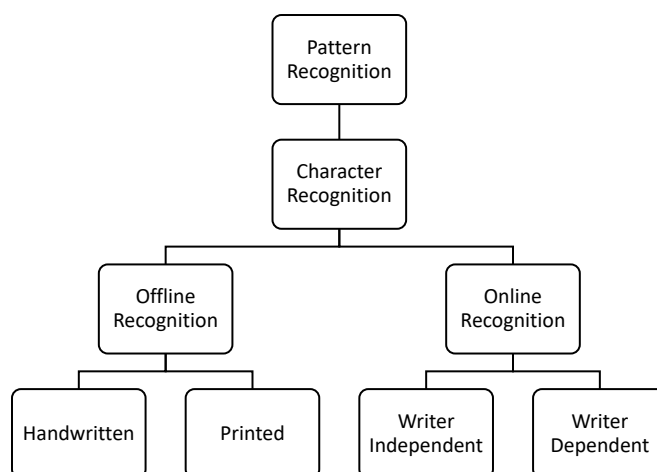 Pattern
Recognition
Character
Recognition
Offline
Recognition
Online
Recognition
Handwritten
Printed
Writer
Independent
Writer
Dependent